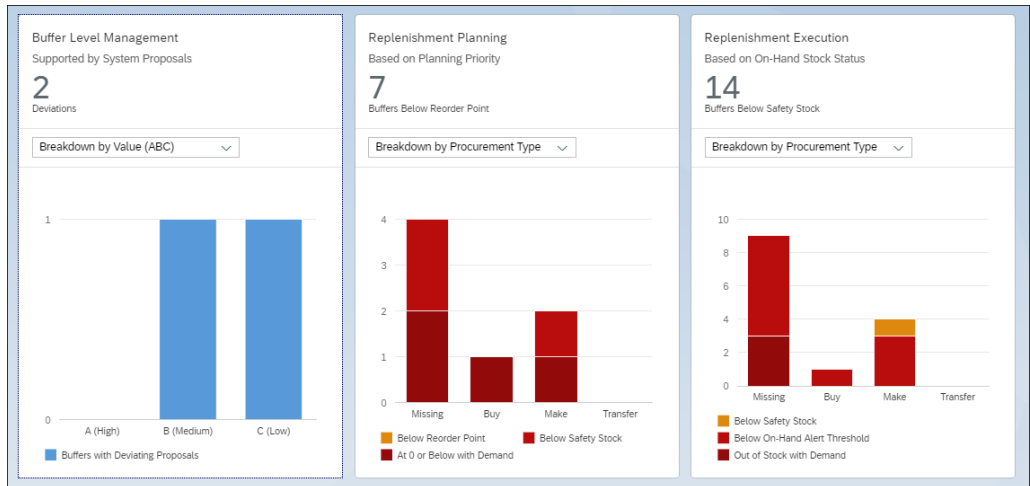 Buffer Level Management
Supported by System Proposals
2
Deviations
Breakdown by Value (ABC)
1
0
A (High) B (Medium) C (Low)
Buffers with Deviating Proposals
Replenishment Planning
Based on Planning Priority
7
Buffers Below Reorder Point
Breakdown by Procurement Type
4
3
2
1
0
Missing Buy Make Transfer
Below Reorder Point Below Safety Stock
At 0 or Below with Demand
Replenishment Execution
Based on On-Hand Stock Status
14
Buffers Below Safety Stock
Breakdown by Procurement Type
10
8
6
4
2
0
Missing Buy Make Transfer
Below Safety Stock
Below On-Hand Alert Threshold
Out of Stock with Demand